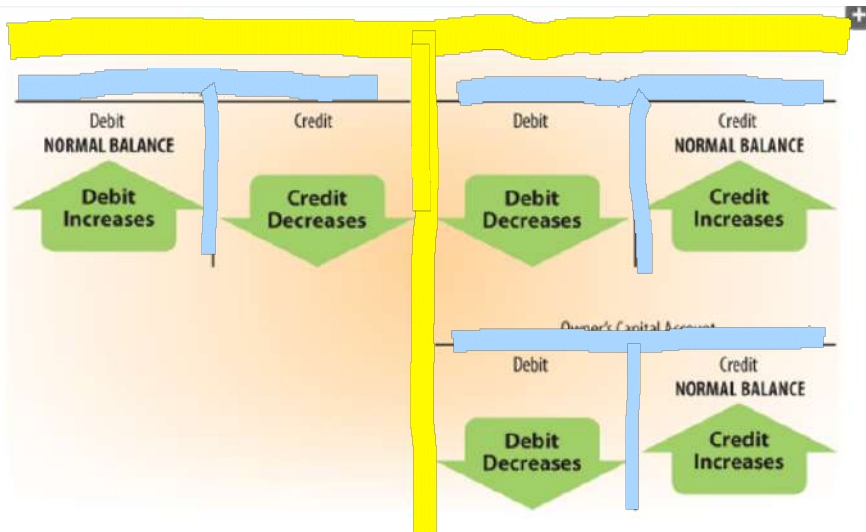 Debit Credit Debit Credit
NORMAL BALANCE NORMAL BALANCE
Debit Credit Debit Credit
Increases Decreases Decreases Increases
Owner's Capital Account
Debit Credit
NORMAL BALANCE
Debit Credit
Decreases Increases